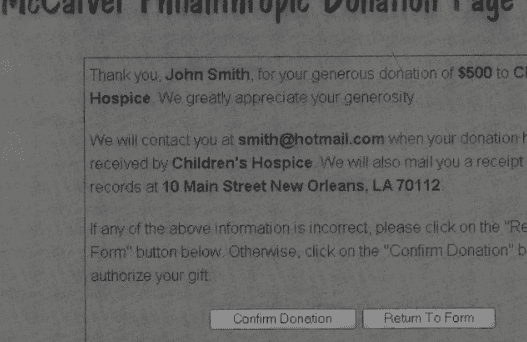 McCarver Philanthropic Donation Page
Thank you, John Smith, for your generous donation of $500 to
Hospice. We greatly appreciate your generosity.
We will contact you at smith@hotmail.com when your donation
received by Children's Hospice. We will also mail you a receipt
records at 10 Main Street New Orleans, LA 70112
If any of the above information is incorrect, please click on the "Re
Form" button below. Otherwise, click on the "Confirm Donation" b
authorize your gift.
Confirm Donation Return To Form